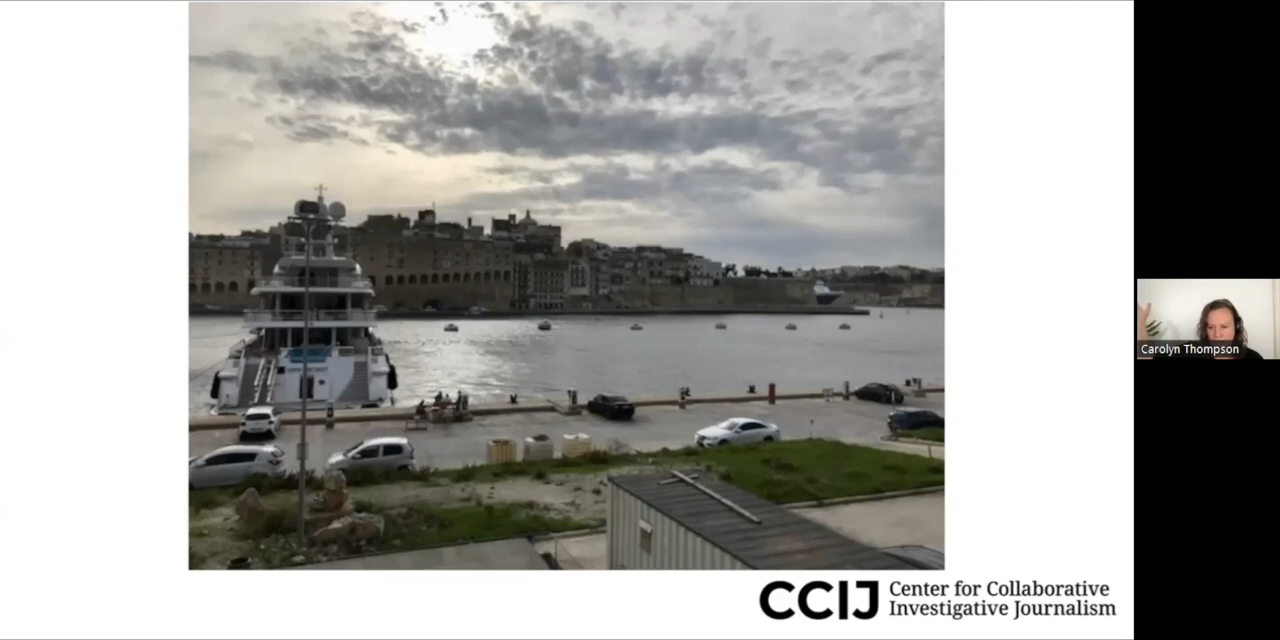 CCIJ
Center for Collaborative
Investigative Journalism
Carolyn Thompson